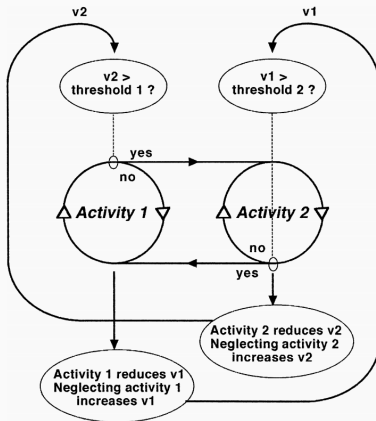 v2
v1
v2 >
threshold 1 ?
v1 >
threshold 2 ?
yes
no
Activity 1
Activity 2
no
yes
Activity 2 reduces v2
Neglecting activity 2
increases v2
Activity 1 reduces v1
Neglecting activity 1
increases v1